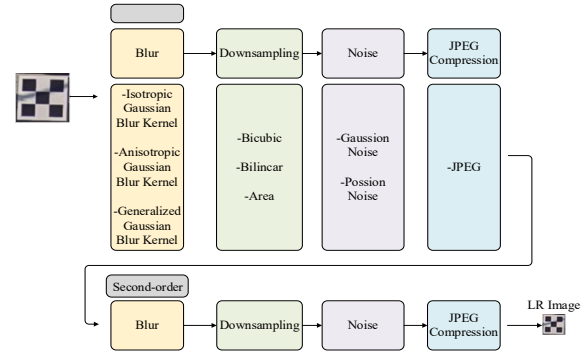 Blur
Downsampling
Noise
JPEG
Compression
-Isotropic
Gaussian
Blur Kernel
-Anisotropic
Gaussian
Blur Kernel
-Generalized
Gaussian
Blur Kernel
-Bicubic
-Bilincar
-Area
-Gaussion
Noise
-Possion
Noise
-JPEG
Second-order
Blur
Downsampling
Noise
JPEG
Compression
LR Image